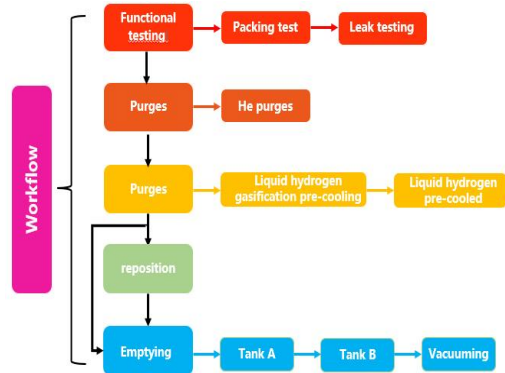 Workflow
Functional
testing
Packing test
Leak testing
Purges
He purges
Purges
Liquid hydrogen
gasification pre-cooling
Liquid hydrogen
pre-cooled
reposition
Emptying
Tank A
Tank B
Vacuuming